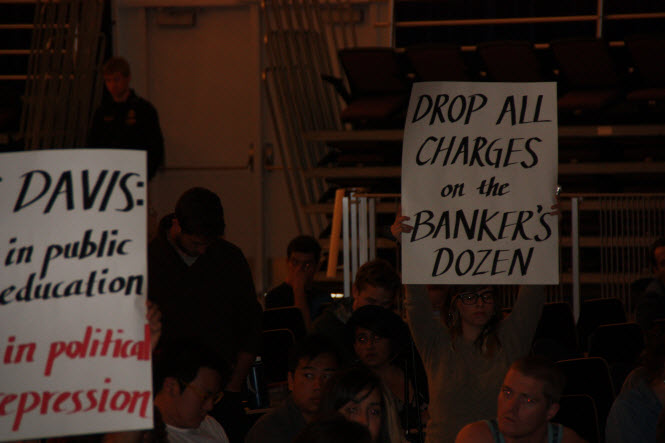 DAVIS:
in public
education
in political
repression
DROP ALL
CHARGES
on the
BANKER'S
DOZEN